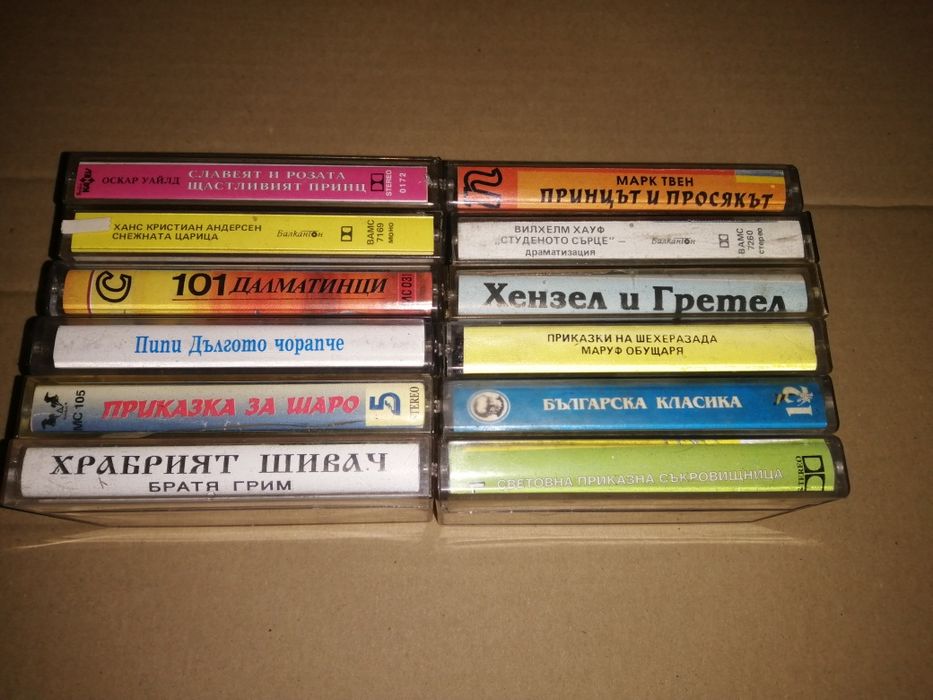 ОСКАР УАЙЛД
СЛАВЕЯТ И РОЗАТА
ЩАСТЛИВИЯТ ПРИНЦ
STEREO
0172
ХАНС КРИСТИАН АНДЕРСЕН
СНЕЖНАТА ЦАРИЦА
Балкантон
ВАМС
7169
моно
101 ДАЛМАТИНЦИ
МС 031
Пипи Дългото чорапче
МС 105
ПРИКАЗКА ЗА ШАРО
5
STEREO
ХРАБРИЯТ ШИВАЧ
БРАТЯ ГРИМ
МАРК ТВЕН
ПРИНЦЪТ И ПРОСЯКЪТ
ВИЛХЕЛМ ХАУФ
„СТУДЕНОТО СЪРЦЕ" –
драматизация
Балкантон
ВАМС
7260
стерео
Хензел и Гретел
ПРИКАЗКИ НА ШЕХЕРАЗАДА
МАРУФ ОБУЩАРЯ
БЪЛГАРСКА КЛАСИКА
12
СВЕТОВНА ПРИКАЗНА СЪКРОВИЩНИЦА
STEREO